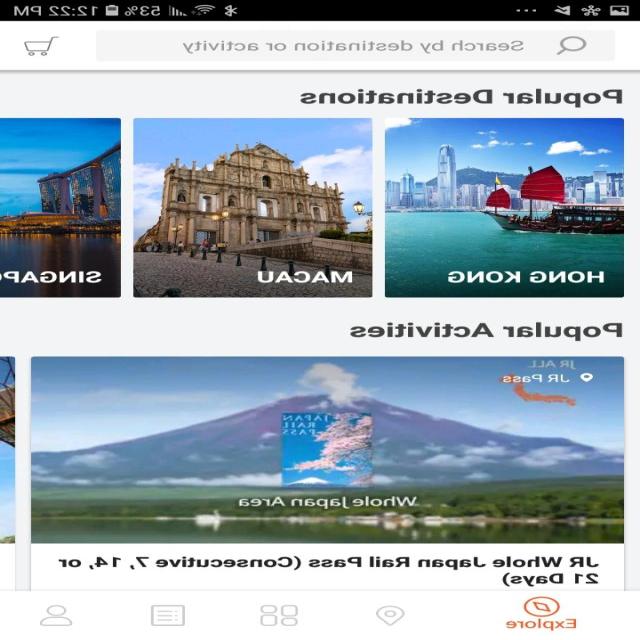 53% 12:22 PM
Search by destination or activity
Popular Destinations
HONG KONG
MACAU
SINGAP
Popular Activities
JR ALL
JR Pass
JAPAN
RAIL
PASS
Whole Japan Area
JR Whole Japan Rail Pass (Consecutive 7, 14, or
21 Days)
Explore